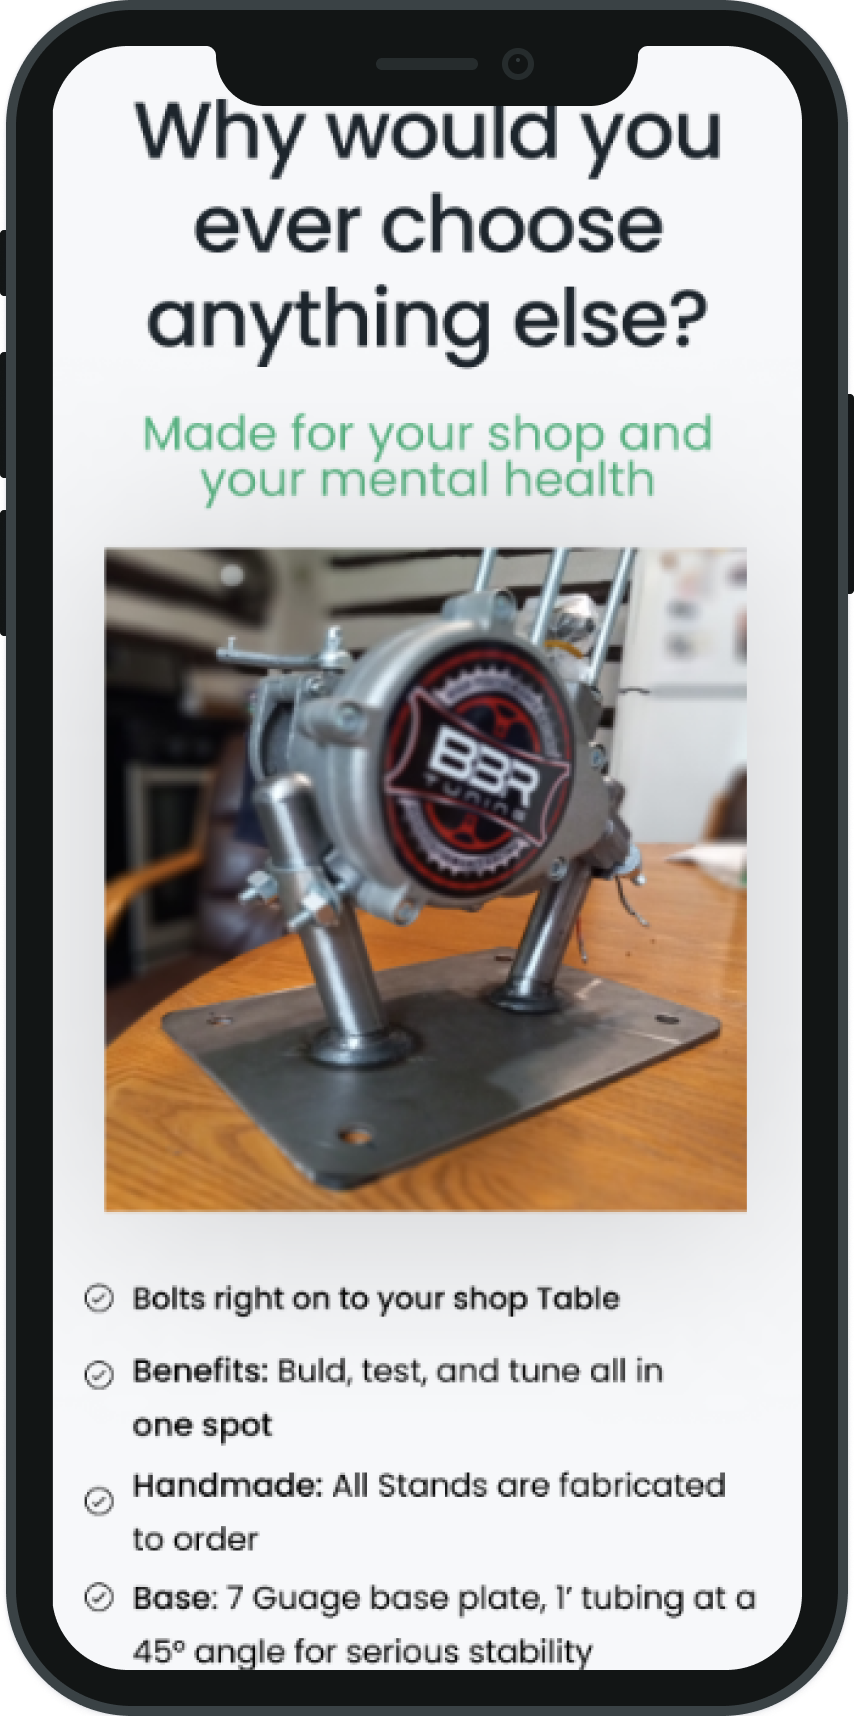 Why would you
ever choose
anything else?
Made for your shop and
your mental health
BBR
TUNING
Bolts right on to your shop Table
Benefits: Buld, test, and tune all in
one spot
Handmade: All Stands are fabricated
to order
Base: 7 Guage base plate, 1’ tubing at a
45º angle for serious stability